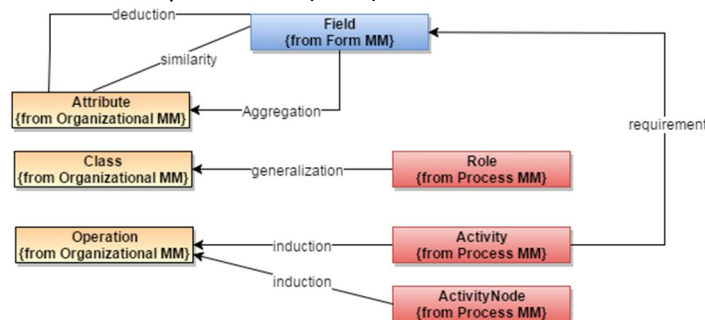 deduction
Field
{from Form MM}
similarity
Attribute
{from Organizational MM}
Aggregation
requirement
Class
{from Organizational MM}
generalization
Role
{from Process MM}
Operation
{from Organizational MM}
induction
Activity
{from Process MM}
induction
ActivityNode
{from Process MM}